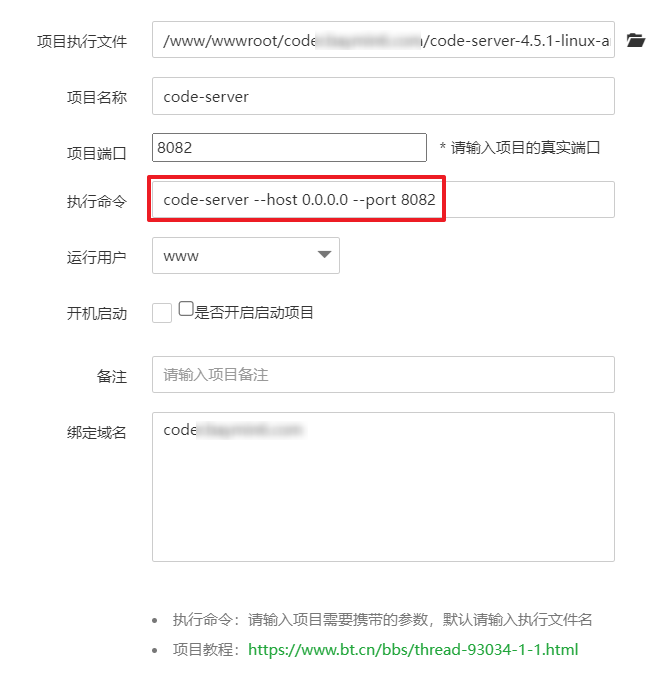 项目执行文件 /www/wwwroot/code /code-server-4.5.1-linux-a
项目名称 code-server
项目端口 8082 * 请输入项目的真实端口
执行命令 code-server --host 0.0.0.0 --port 8082
运行用户 www
开机启动 是否开启启动项目
备注 请输入项目备注
绑定域名 code
• 执行命令：请输入项目需要携带的参数，默认请输入执行文件名
• 项目教程：https://www.bt.cn/bbs/thread-93034-1-1.html